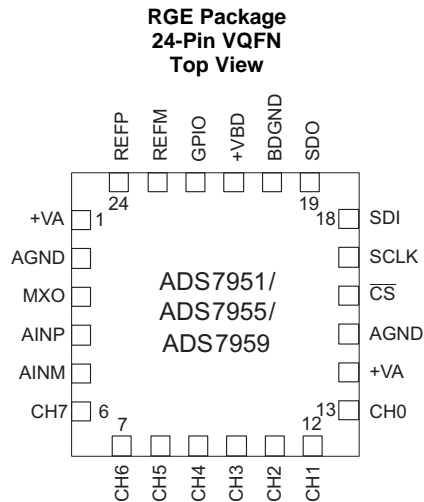 RGE Package
24-Pin VQFN
Top View
REFP
REFM
GPIO
+VBD
BDGND
SDO
24
19
+VA
1
18
SDI
AGND
SCLK
MXO
CS
AINP
AGND
AINM
+VA
CH7
6
13
CH0
ADS7951/
ADS7955/
ADS7959
7
12
CH6
CH5
CH4
CH3
CH2
CH1